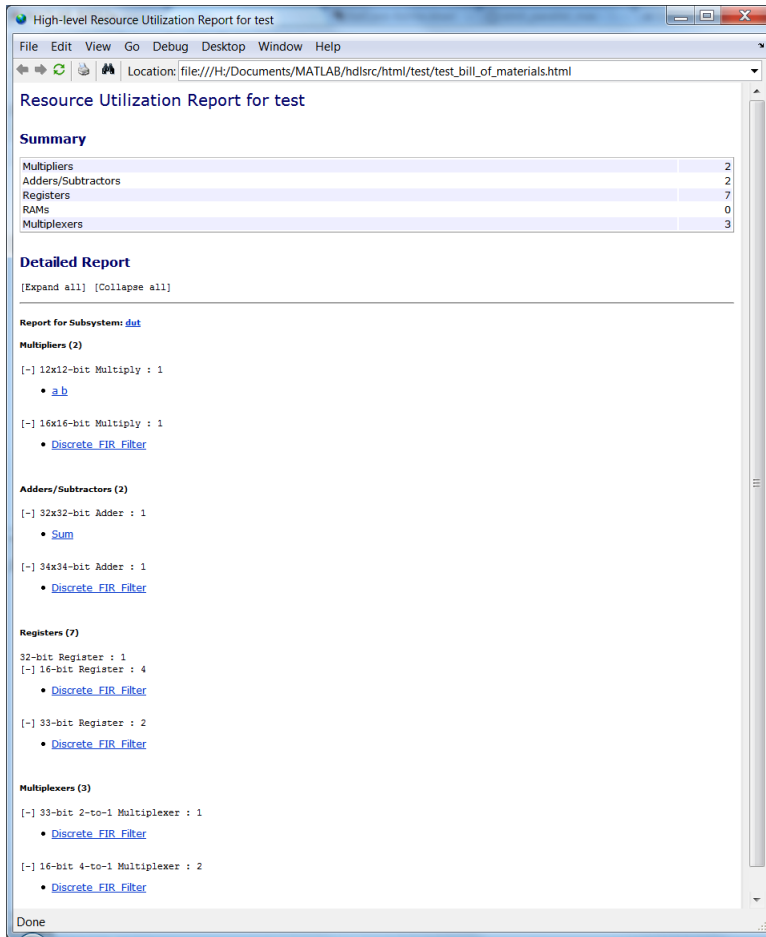 High-level Resource Utilization Report for test
File Edit View Go Debug Desktop Window Help
Location: file:///H:/Documents/MATLAB/hdlsrc/html/test/test_bill_of_materials.html
Resource Utilization Report for test
Summary
Multipliers 2
Adders/Subtractors 2
Registers 7
RAMs 0
Multiplexers 3
Detailed Report
[Expand all] [Collapse all]
Report for Subsystem: dut
Multipliers (2)
[-] 12x12-bit Multiply : 1
• a b
[-] 16x16-bit Multiply : 1
• Discrete FIR Filter
Adders/Subtractors (2)
[-] 32x32-bit Adder : 1
• Sum
[-] 34x34-bit Adder : 1
• Discrete FIR Filter
Registers (7)
32-bit Register : 1
[-] 16-bit Register : 4
• Discrete FIR Filter
[-] 33-bit Register : 2
• Discrete FIR Filter
Multiplexers (3)
[-] 33-bit 2-to-1 Multiplexer : 1
• Discrete FIR Filter
[-] 16-bit 4-to-1 Multiplexer : 2
• Discrete FIR Filter
Done